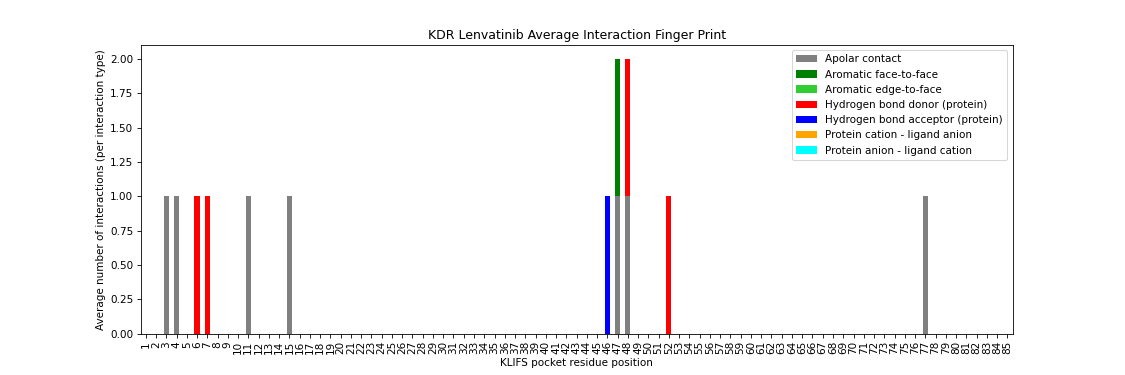 KDR Lenvatinib Average Interaction Finger Print
Average number of interactions (per interaction type)
2.00
1.75
1.50
1.25
1.00
0.75
0.50
0.25
0.00
Apolar contact
Aromatic face-to-face
Aromatic edge-to-face
Hydrogen bond donor (protein)
Hydrogen bond acceptor (protein)
Protein cation - ligand anion
Protein anion - ligand cation
1 2 3 4 5 6 7 8 9 10 11 12 13 14 15 16 17 18 19 20 21 22 23 24 25 26 27 28 29 30 31 32 33 34 35 36 37 38 39 40 41 42 43 44 45 46 47 48 49 50 51 52 53 54 55 56 57 58 59 60 61 62 63 64 65 66 67 68 69 70 71 72 73 74 75 76 77 78 79 80 81 82 83 84 85
KLIFS pocket residue position